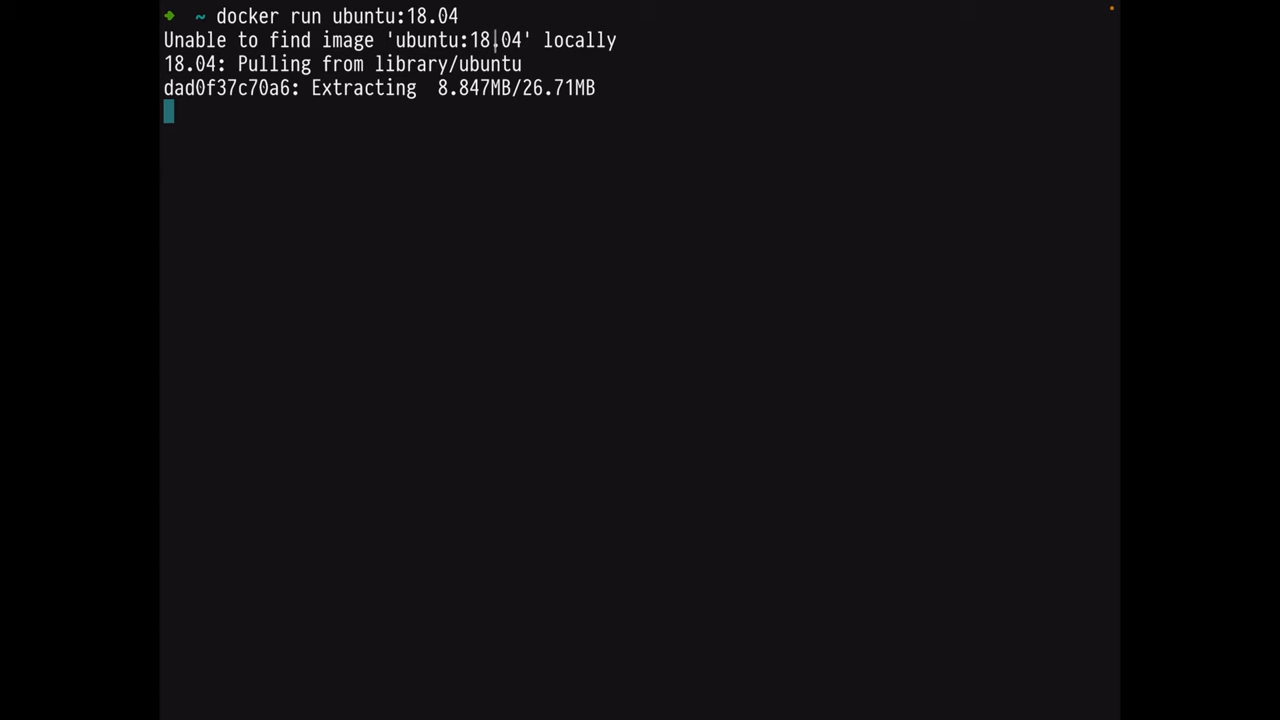 ➜ ~ docker run ubuntu:18.04
Unable to find image 'ubuntu:18.04' locally
18.04: Pulling from library/ubuntu
dad0f37c70a6: Extracting  8.847MB/26.71MB